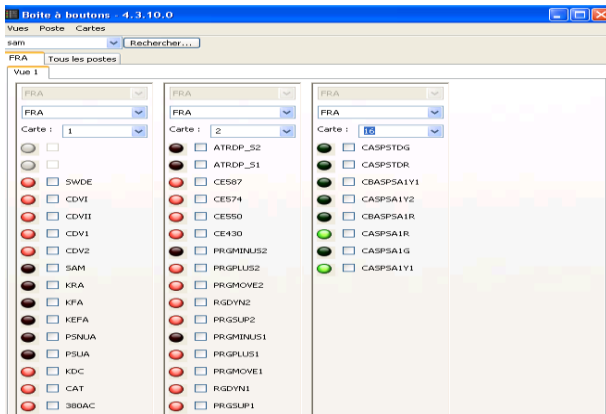 Boîte à boutons - 4.3.10.0
Vues Poste Cartes
sam Rechercher...
FRA Tous les postes
Vue 1
FRA
FRA
Carte : 1
SWDE
CDVI
CDVII
CDV1
CDV2
SAM
KRA
KFA
KEFA
PSNUA
PSUA
KDC
CAT
380AC
FRA
FRA
Carte : 2
ATRDP_S2
ATRDP_S1
CE587
CE574
CE550
CE430
PRGMINUS2
PRGPLUS2
PRGMOVE2
RGDYN2
PRGSUP2
PRGMINUS1
PRGPLUS1
PRGMOVE1
RGDYN1
PRGSUP1
FRA
FRA
Carte : 16
CASPSTDG
CASPSTDR
CBASPSA1Y1
CASPSA1Y2
CBASPSA1R
CASPSA1R
CASPSA1G
CASPSA1Y1